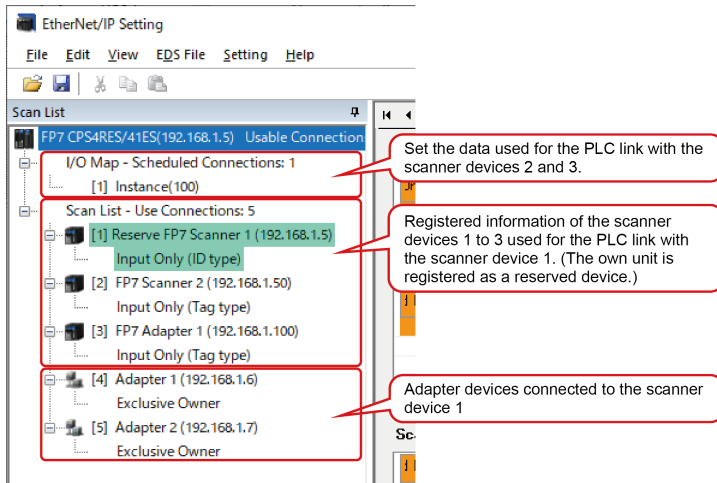 EtherNet/IP Setting
File Edit View EDS File Setting Help
Scan List
FP7 CPS4RES/41ES(192.168.1.5) Usable Connection
I/O Map - Scheduled Connections: 1
[1] Instance(100)
Scan List - Use Connections: 5
[1] Reserve FP7 Scanner 1 (192.168.1.5)
Input Only (ID type)
[2] FP7 Scanner 2 (192.168.1.50)
Input Only (Tag type)
[3] FP7 Adapter 1 (192.168.1.100)
Input Only (Tag type)
[4] Adapter 1 (192.168.1.6)
Exclusive Owner
[5] Adapter 2 (192.168.1.7)
Exclusive Owner
Set the data used for the PLC link with the
scanner devices 2 and 3.
Registered information of the scanner
devices 1 to 3 used for the PLC link with
the scanner device 1. (The own unit is
registered as a reserved device.)
Adapter devices connected to the scanner
device 1